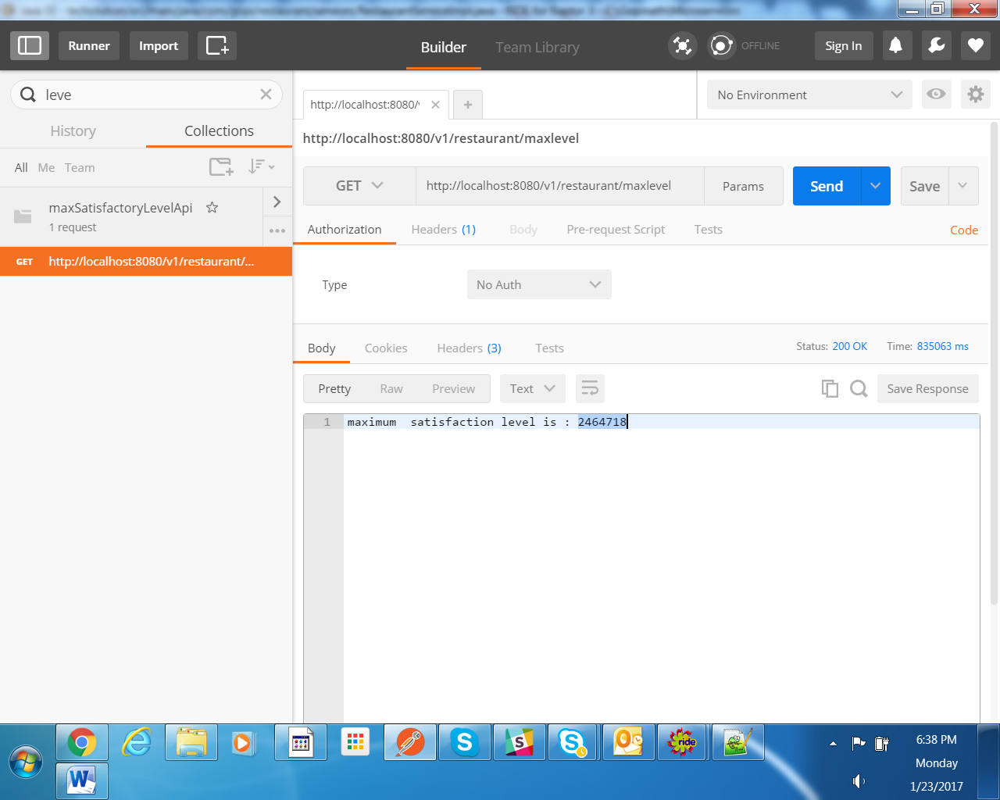 Runner
Import
Builder
Team Library
OFFLINE
Sign In
leve
History
Collections
All Me Team
maxSatisfactoryLevelApi
1 request
GET http://localhost:8080/v1/restaurant/...
http://localhost:8080/
No Environment
http://localhost:8080/v1/restaurant/maxlevel
GET
http://localhost:8080/v1/restaurant/maxlevel
Params
Send
Save
Authorization
Headers (1)
Body
Pre-request Script
Tests
Code
Type
No Auth
Body
Cookies
Headers (3)
Tests
Status: 200 OK
Time: 835063 ms
Pretty
Raw
Preview
Text
Save Response
1 maximum  satisfaction level is : 2464718
6:38 PM
Monday
1/23/2017